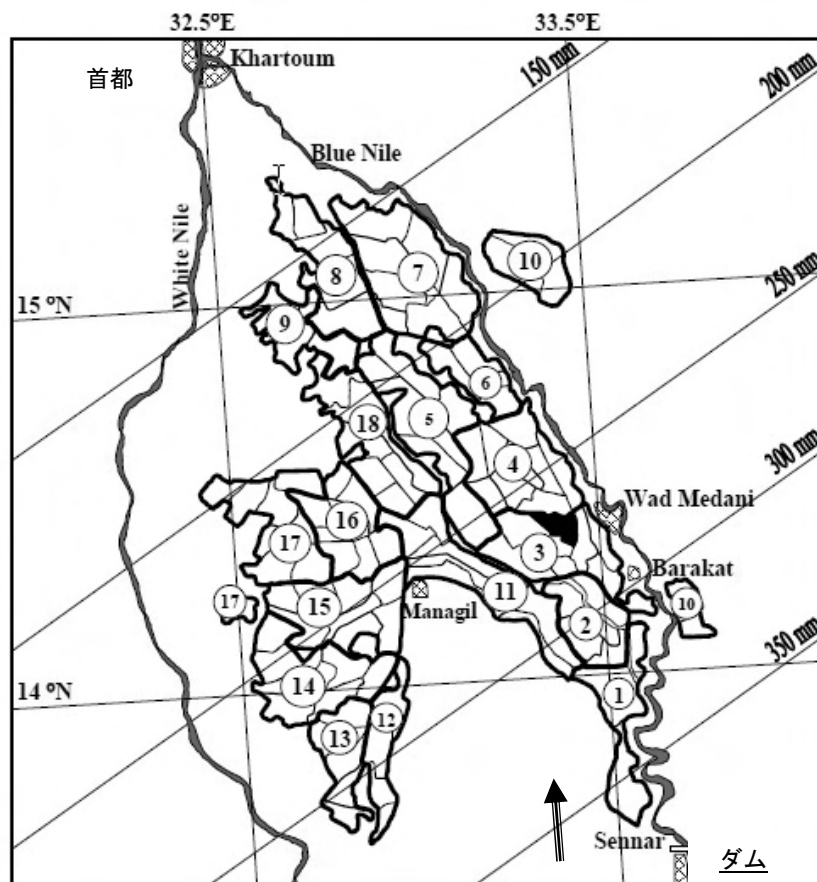 32.5°E
33.5°E
Khartoum
首都
150 mm
200 mm
Blue Nile
White Nile
10
8
7
250 mm
15 °N
9
6
18
5
300 mm
4
Wad Medani
16
17
3
Barakat
17
15
Managil
11
10
2
350 mm
14 °N
14
1
12
13
Sennar
ダム